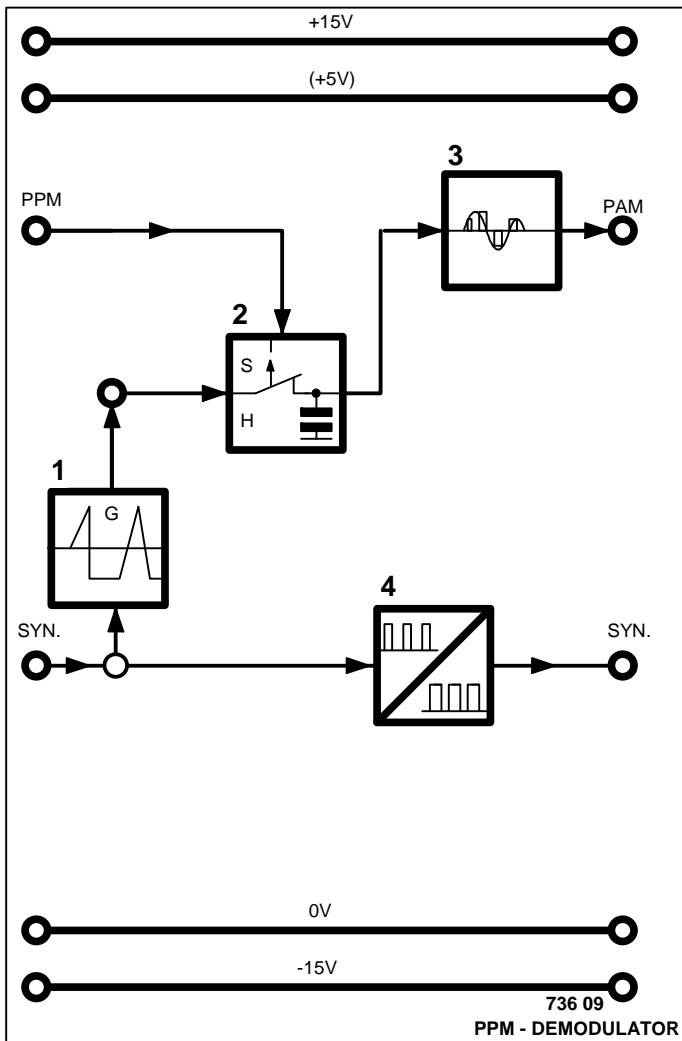 +15V
(+5V)
3
PPM
PAM
2
S
H
1
G
4
SYN.
SYN.
0V
-15V
736 09
PPM - DEMODULATOR